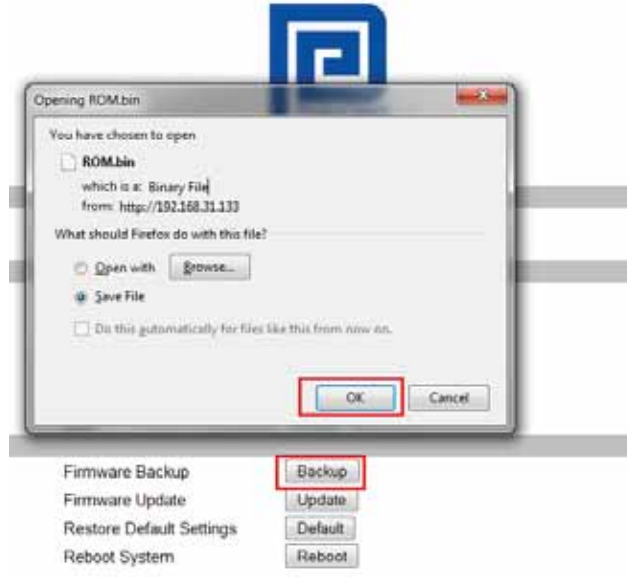 Opening ROM.bin
You have chosen to open
ROM.bin
which is a: Binary File
from: http://192.168.31.133
What should Firefox do with this file?
Open with Browse...
Save File
Do this automatically for files like this from now on.
OK Cancel
Firmware Backup Backup
Firmware Update Update
Restore Default Settings Default
Reboot System Reboot